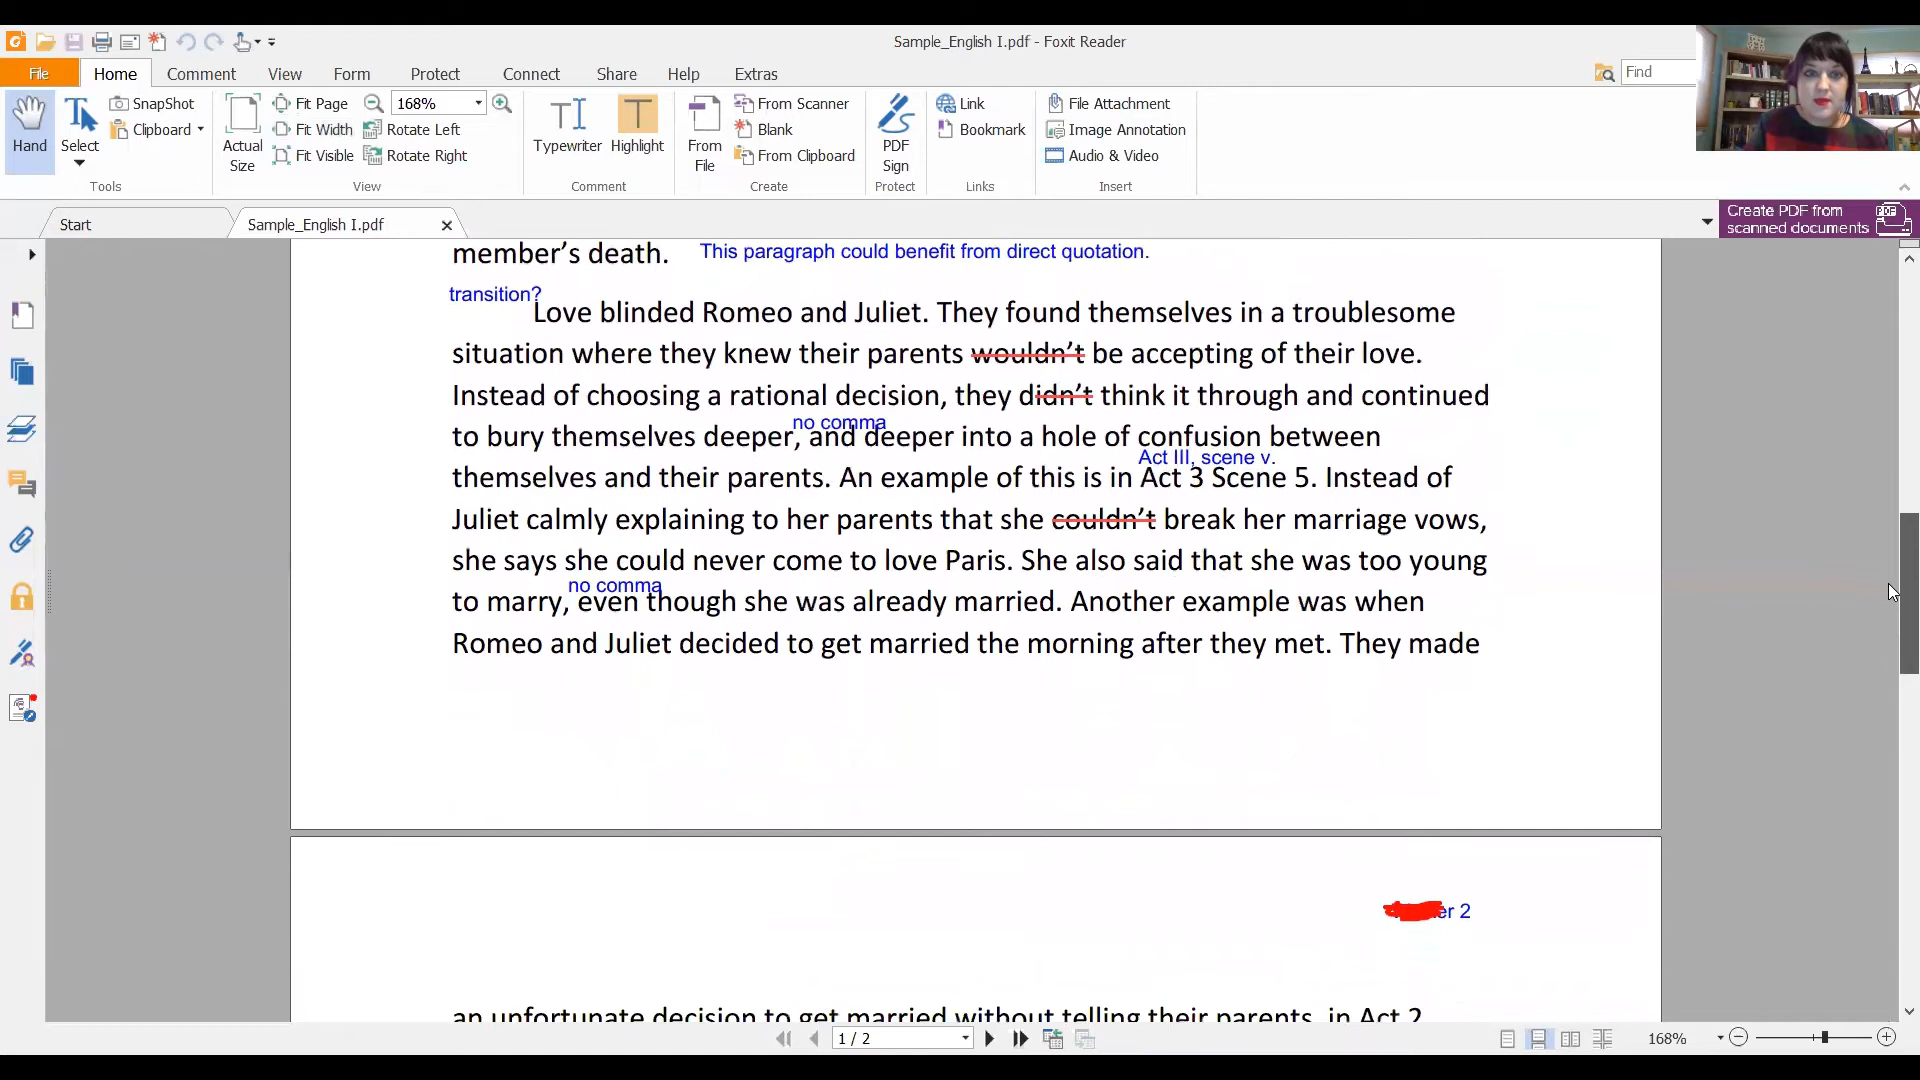 Sample_English I.pdf - Foxit Reader
File Home Comment View Form Protect Connect Share Help Extras
Find
Hand
Select
SnapShot
Clipboard
Tools
Actual Size
Fit Page
Fit Width
Fit Visible
168%
Rotate Left
Rotate Right
View
Typewriter
Highlight
Comment
From File
From Scanner
Blank
From Clipboard
Create
PDF Sign
Protect
Link
Bookmark
Links
File Attachment
Image Annotation
Audio & Video
Insert
Start
Sample_English I.pdf
Create PDF from
scanned documents
member’s death. This paragraph could benefit from direct quotation.
transition?
Love blinded Romeo and Juliet. They found themselves in a troublesome
situation where they knew their parents wouldn’t be accepting of their love.
Instead of choosing a rational decision, they didn’t think it through and continued
no comma
to bury themselves deeper, and deeper into a hole of confusion between
Act III, scene v.
themselves and their parents. An example of this is in Act 3 Scene 5. Instead of
Juliet calmly explaining to her parents that she couldn’t break her marriage vows,
she says she could never come to love Paris. She also said that she was too young
no comma
to marry, even though she was already married. Another example was when
Romeo and Juliet decided to get married the morning after they met. They made
2
an unfortunate decision to get married without telling their parents, in Act 2
1 / 2
168%